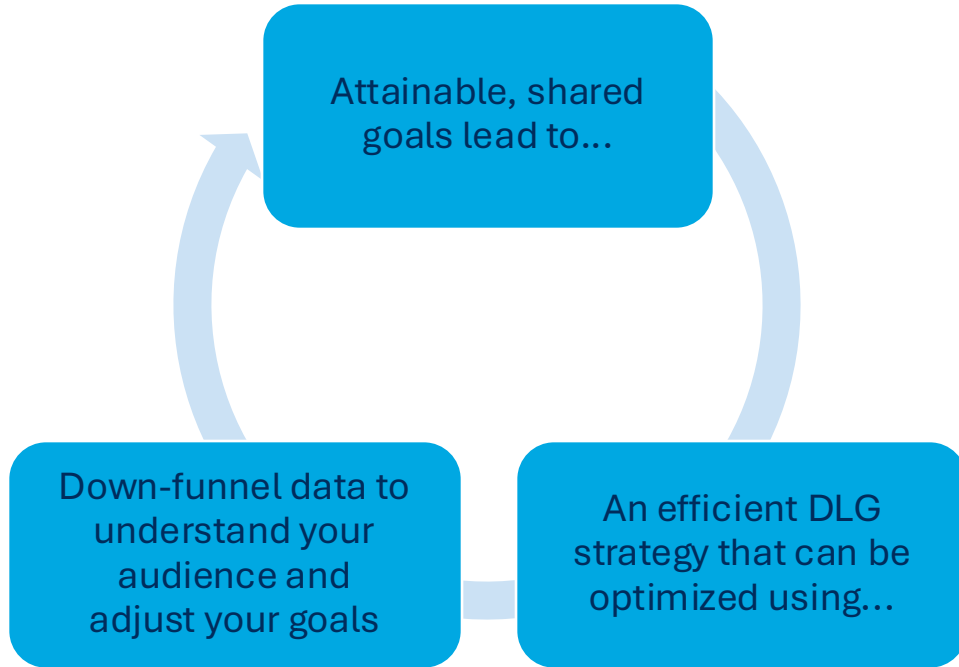 Attainable, shared
goals lead to...
An efficient DLG
strategy that can be
optimized using...
Down-funnel data to
understand your
audience and
adjust your goals